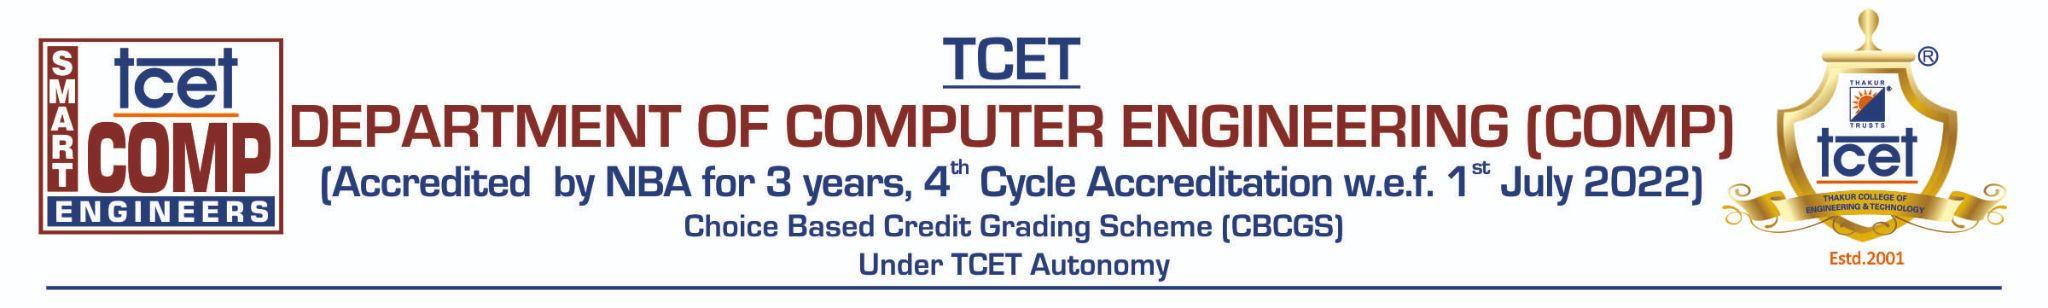 SMART
tcet
COMP
ENGINEERS
TCET
DEPARTMENT OF COMPUTER ENGINEERING (COMP)
(Accredited by NBA for 3 years, 4th Cycle Accreditation w.e.f. 1st July 2022)
Choice Based Credit Grading Scheme (CBCGS)
Under TCET Autonomy
®
THAKUR
®
TRUSTS
tcet
THAKUR COLLEGE OF
ENGINEERING & TECHNOLOGY
Estd.2001